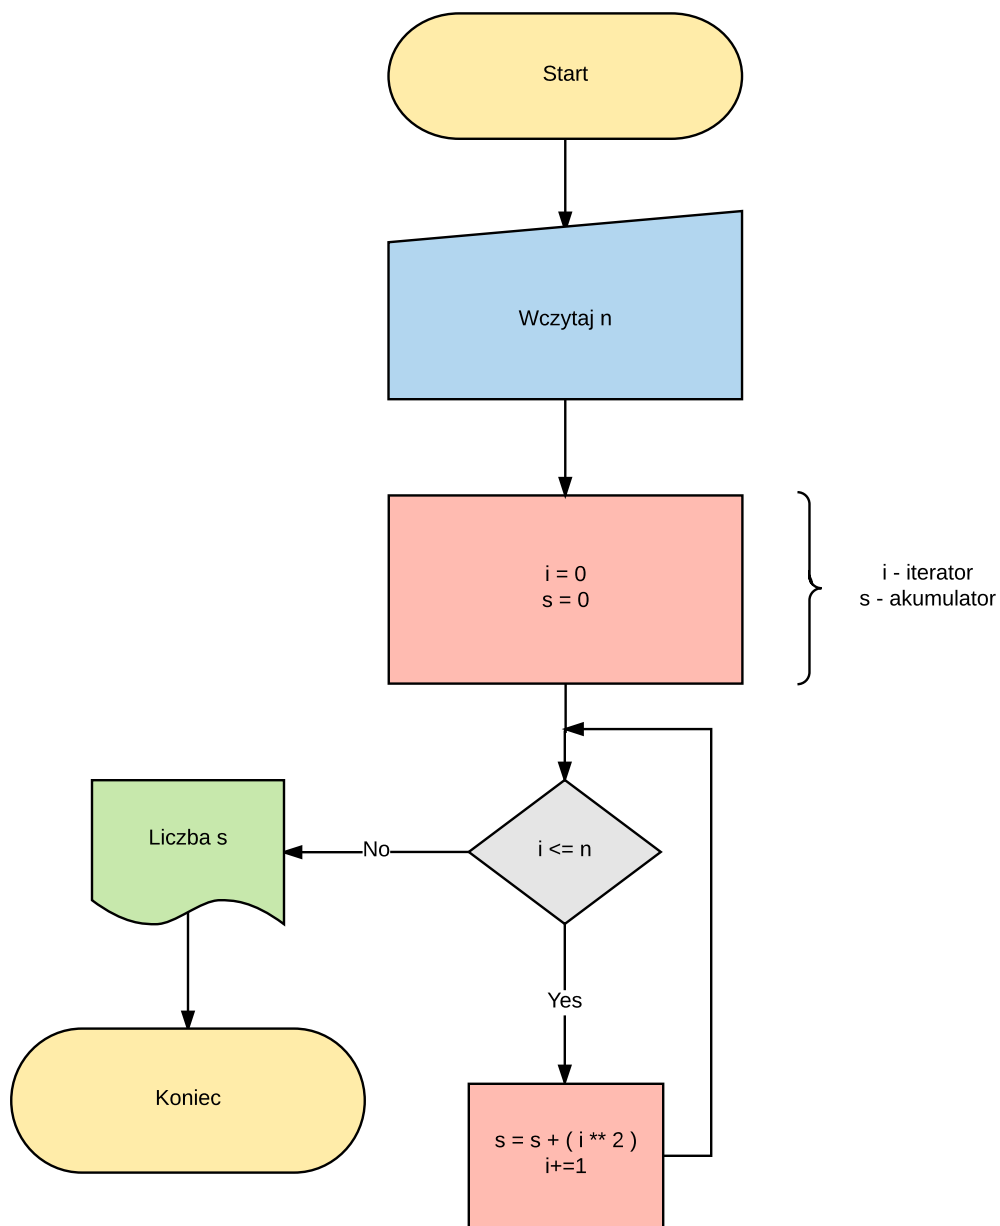 Start
Wczytaj n
i = 0
s = 0
i - iterator
s - akumulator
i <= n
No
Liczba s
Yes
Koniec
s = s + ( i ** 2 )
i+=1